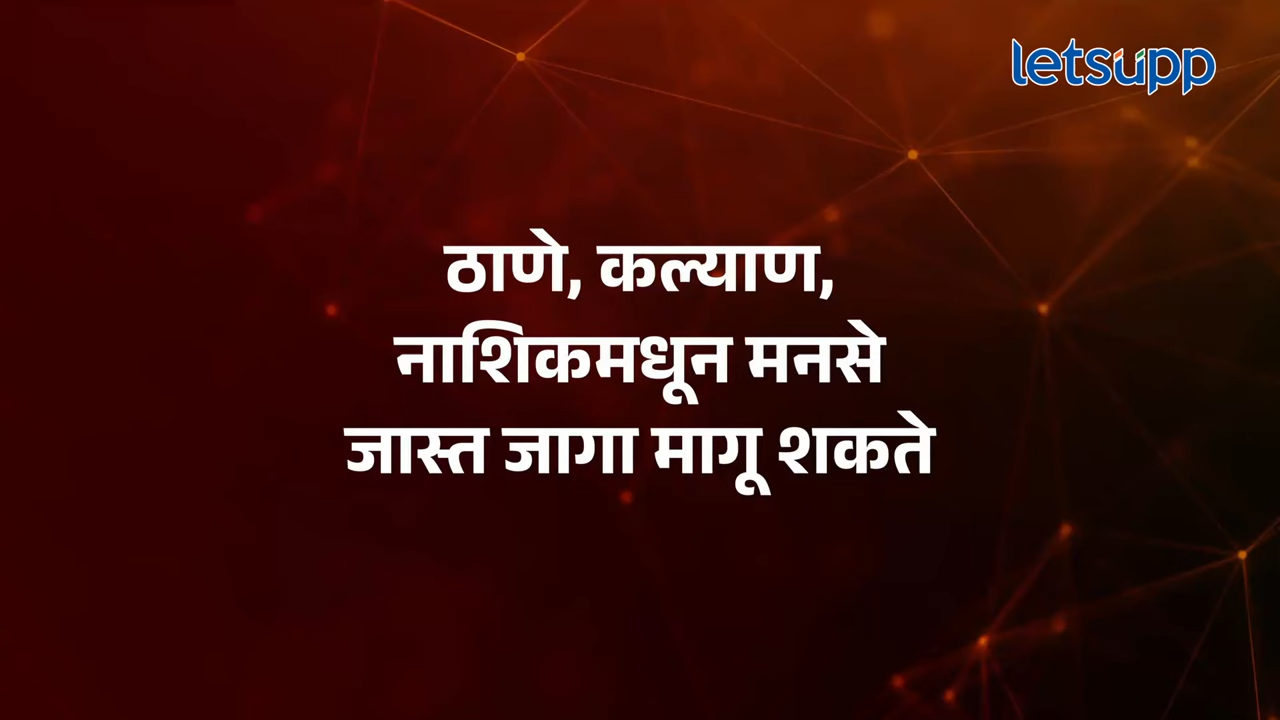 letsupp
ठाणे, कल्याण,
नाशिकमधून मनसे
जास्त जागा मागू शकते